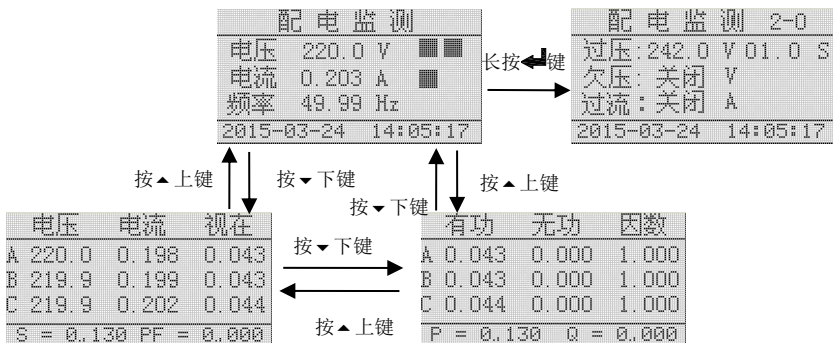 配电监测
电压 220.0 V
电流 0.203 A
频率 49.99 Hz
2015-03-24 14:05:17
长按键
配电监测 2-0
过压:242.0 V 01.0 S
欠压:关闭 V
过流:关闭 A
2015-03-24 14:05:17
按▲上键
按▼下键
按▼下键
按▲上键
电压 电流 视在
A 220.0 0.198 0.043
B 219.9 0.199 0.043
C 219.9 0.202 0.044
S = 0.130 PF = 0.000
按▼下键
按▲上键
有功 无功 因数
A 0.043 0.000 1.000
B 0.043 0.000 1.000
C 0.044 0.000 1.000
P = 0.130 Q = 0.000